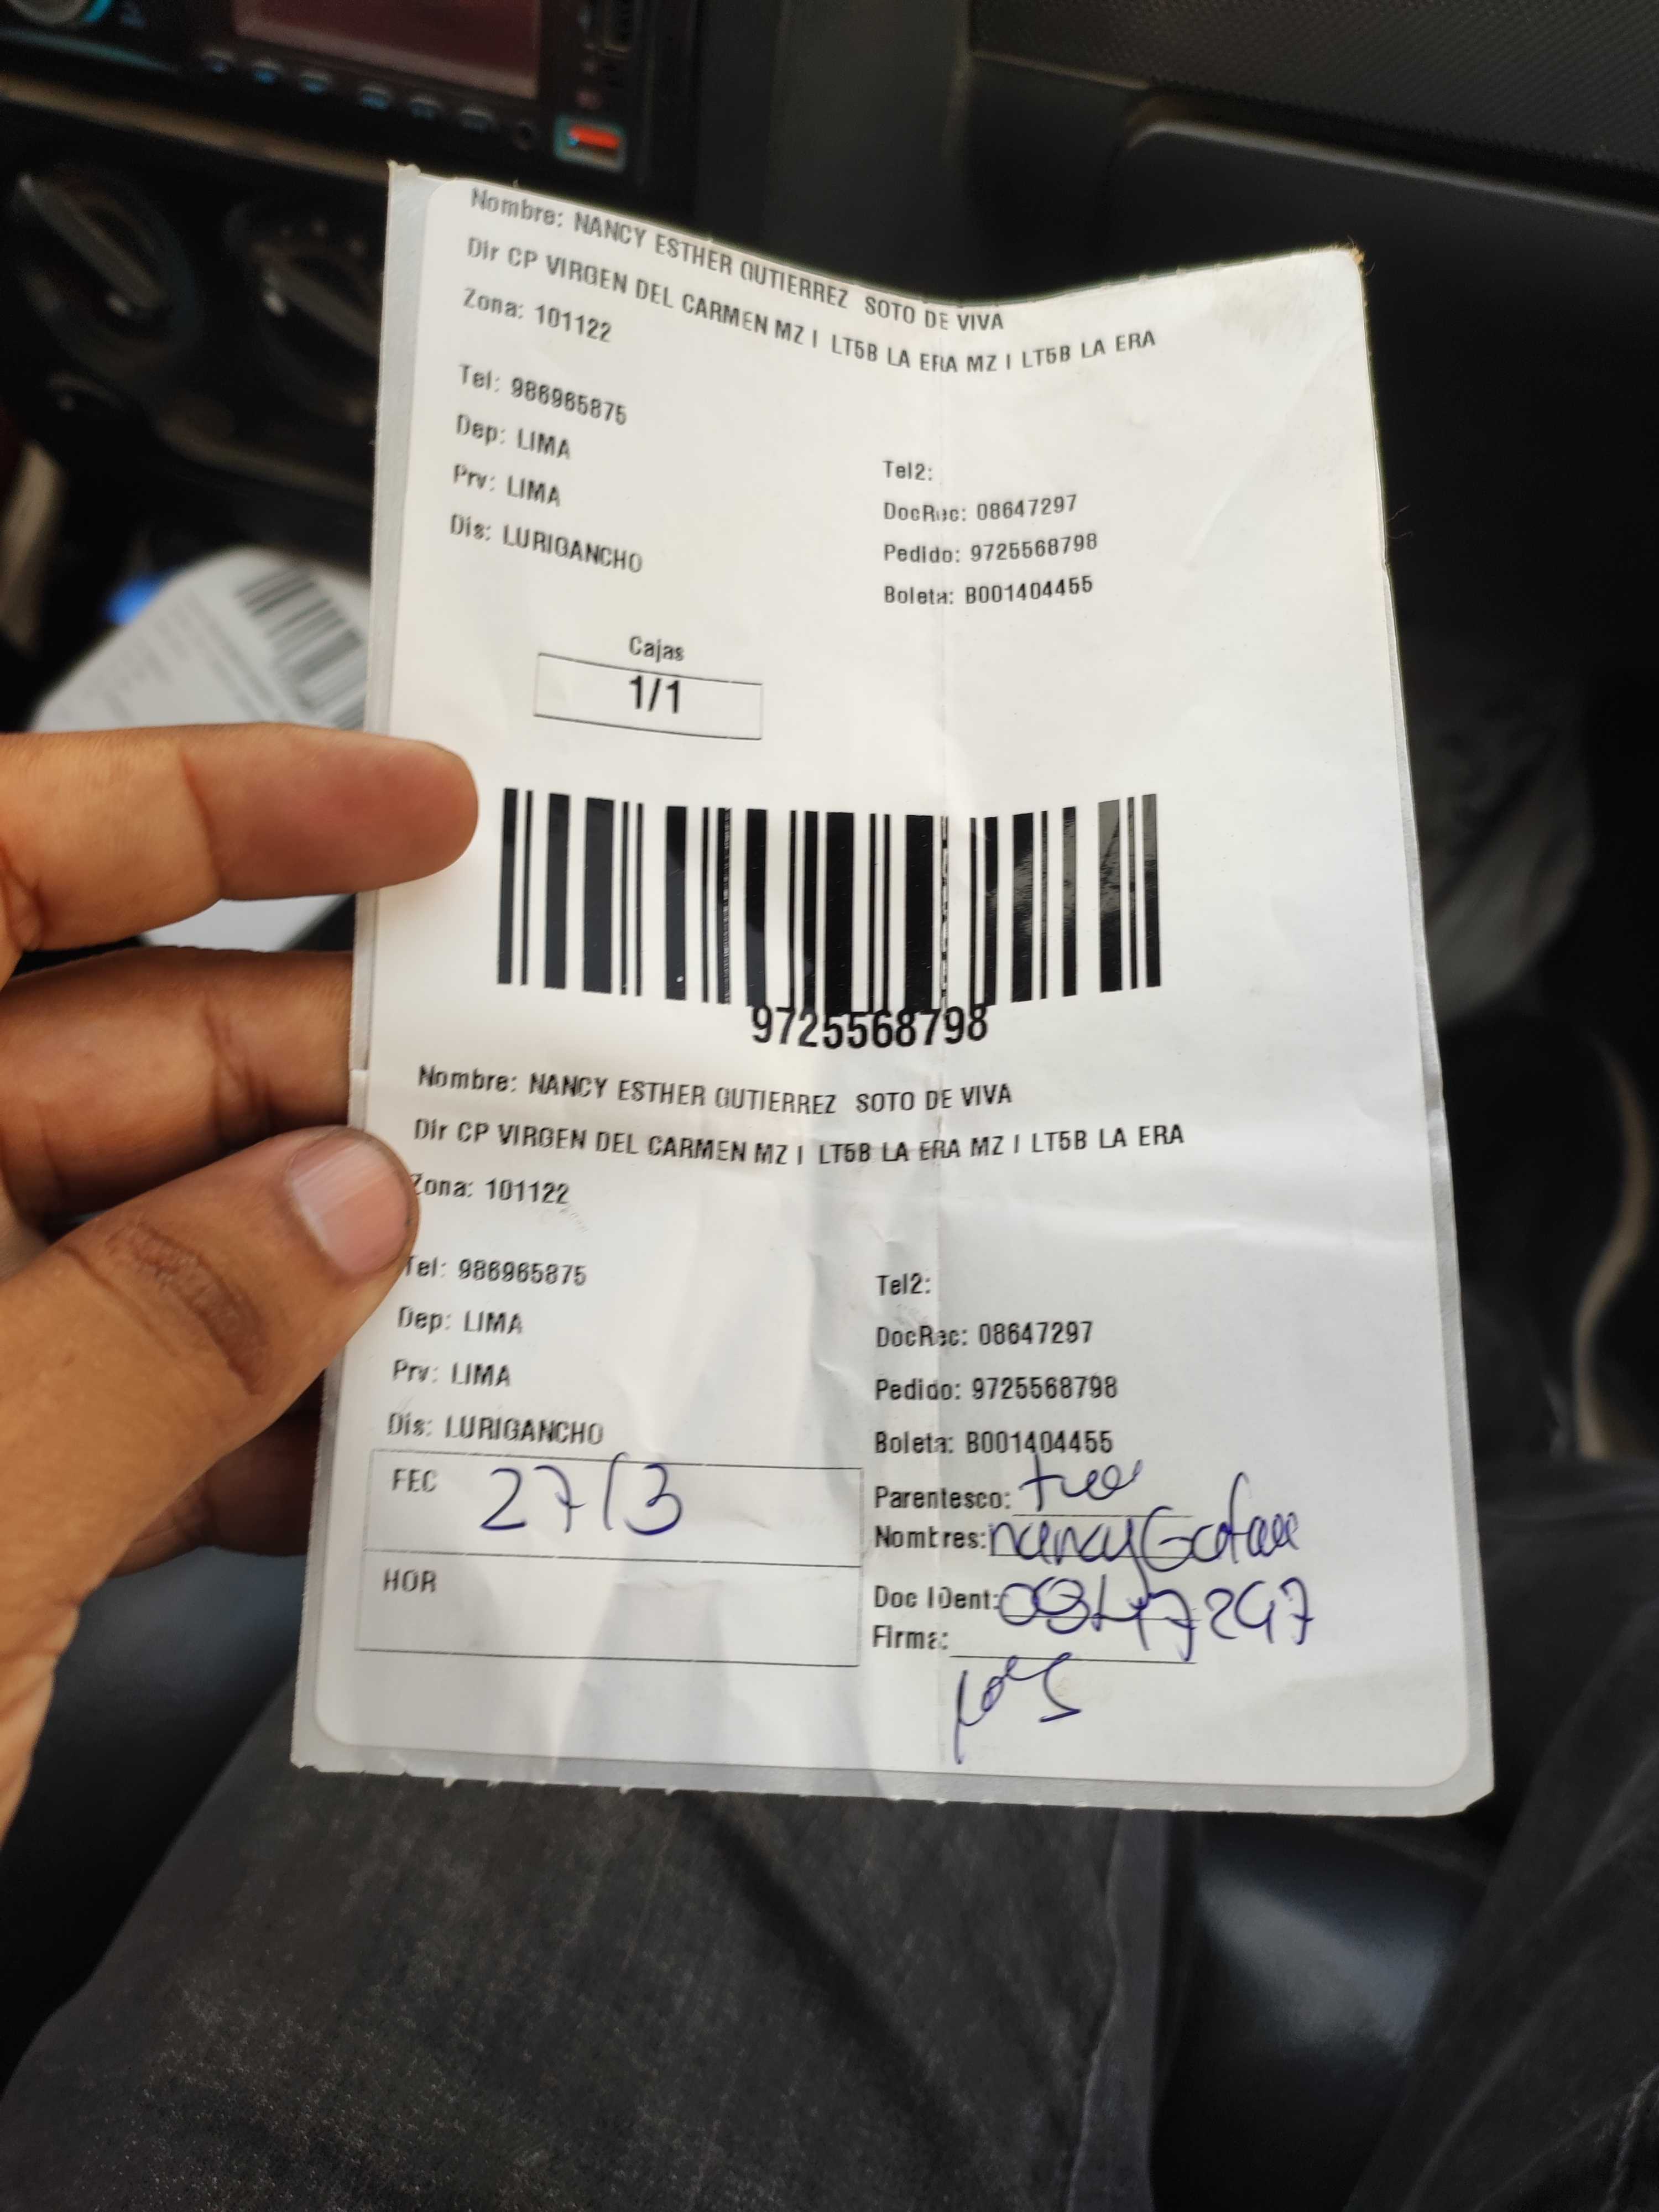 Nombre: NANCY ESTHER GUTIERREZ SOTO DE VIVA
Dir CP VIRGEN DEL CARMEN MZ I LT5B LA ERA MZ I LT5B LA ERA
Zona: 101122
Tel: 986965875
Dep: LIMA
Prv: LIMA
Dis: LURIGANCHO
Tel2:
DocRec: 08647297
Pedido: 9725568798
Boleta: B001404455
Cajas
1/1
9725568798
Nombre: NANCY ESTHER GUTIERREZ SOTO DE VIVA
Dir CP VIRGEN DEL CARMEN MZ I LT5B LA ERA MZ I LT5B LA ERA
Zona: 101122
Tel: 986965875
Dep: LIMA
Prv: LIMA
Dis: LURIGANCHO
Tel2:
DocRec: 08647297
Pedido: 9725568798
Boleta: B001404455
FEC 27/3
HOR
Parentesco:
Nombres: nancy
Doc IDent:
Firma: